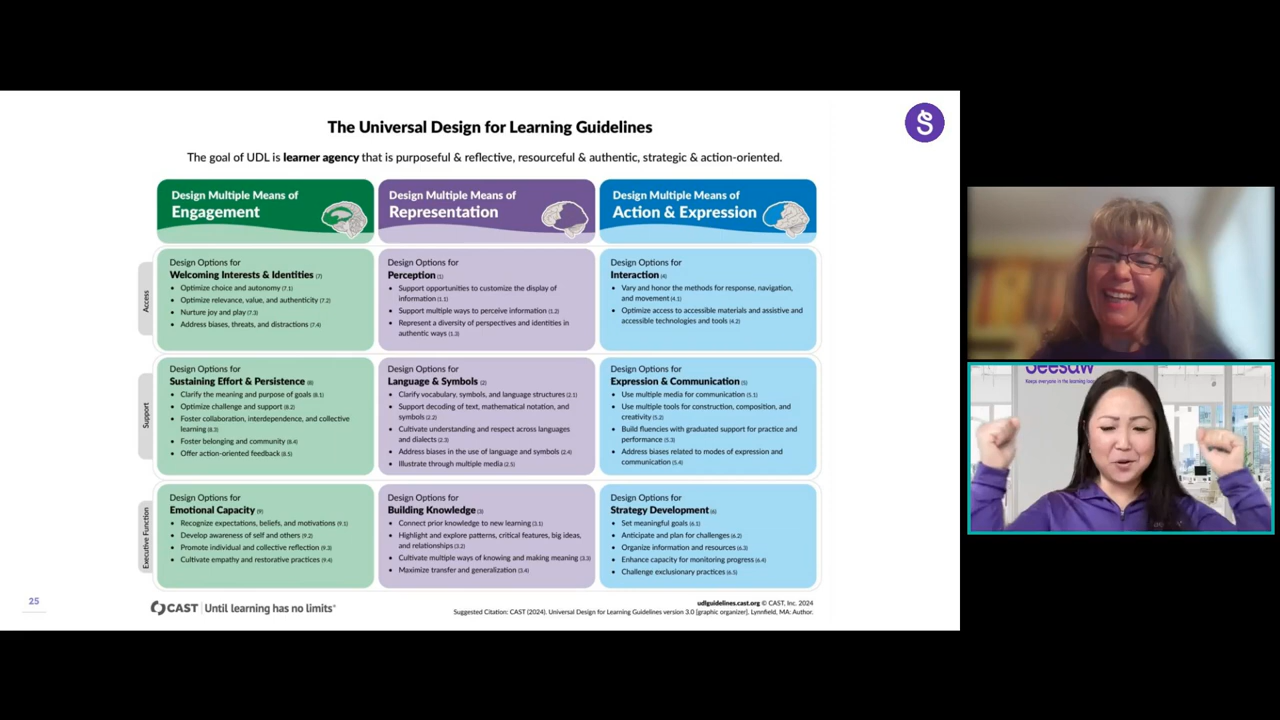 The Universal Design for Learning Guidelines
The goal of UDL is learner agency that is purposeful & reflective, resourceful & authentic, strategic & action-oriented.
Design Multiple Means of
Engagement
Design Multiple Means of
Representation
Design Multiple Means of
Action & Expression
Access
Design Options for
Welcoming Interests & Identities (7)
• Optimize choice and autonomy (7.1)
• Optimize relevance, value, and authenticity (7.2)
• Nurture joy and play (7.3)
• Address biases, threats, and distractions (7.4)
Design Options for
Perception (1)
• Support opportunities to customize the display of
information (1.1)
• Support multiple ways to perceive information (1.2)
• Represent a diversity of perspectives and identities in
authentic ways (1.3)
Design Options for
Interaction (4)
• Vary and honor the methods for response, navigation,
and movement (4.1)
• Optimize access to accessible materials and assistive and
accessible technologies and tools (4.2)
Support
Design Options for
Sustaining Effort & Persistence (8)
• Clarify the meaning and purpose of goals (8.1)
• Optimize challenge and support (8.2)
• Foster collaboration, interdependence, and collective
learning (8.3)
• Foster belonging and community (8.4)
• Offer action-oriented feedback (8.5)
Design Options for
Language & Symbols (2)
• Clarify vocabulary, symbols, and language structures (2.1)
• Support decoding of text, mathematical notation, and
symbols (2.2)
• Cultivate understanding and respect across languages
and dialects (2.3)
• Address biases in the use of language and symbols (2.4)
• Illustrate through multiple media (2.5)
Design Options for
Expression & Communication (5)
• Use multiple media for communication (5.1)
• Use multiple tools for construction, composition, and
creativity (5.2)
• Build fluencies with graduated support for practice and
performance (5.3)
• Address biases related to modes of expression and
communication (5.4)
Executive Function
Design Options for
Emotional Capacity (9)
• Recognize expectations, beliefs, and motivations (9.1)
• Develop awareness of self and others (9.2)
• Promote individual and collective reflection (9.3)
• Cultivate empathy and restorative practices (9.4)
Design Options for
Building Knowledge (3)
• Connect prior knowledge to new learning (3.1)
• Highlight and explore patterns, critical features, big ideas,
and relationships (3.2)
• Cultivate multiple ways of knowing and making meaning (3.3)
• Maximize transfer and generalization (3.4)
Design Options for
Strategy Development (6)
• Set meaningful goals (6.1)
• Anticipate and plan for challenges (6.2)
• Organize information and resources (6.3)
• Enhance capacity for monitoring progress (6.4)
• Challenge exclusionary practices (6.5)
25
CAST | Until learning has no limits®
udlguidelines.cast.org © CAST, Inc. 2024
Suggested Citation: CAST (2024). Universal Design for Learning Guidelines version 3.0 [graphic organizer]. Lynnfield, MA: Author.
Seesaw
Keep everyone in the learning